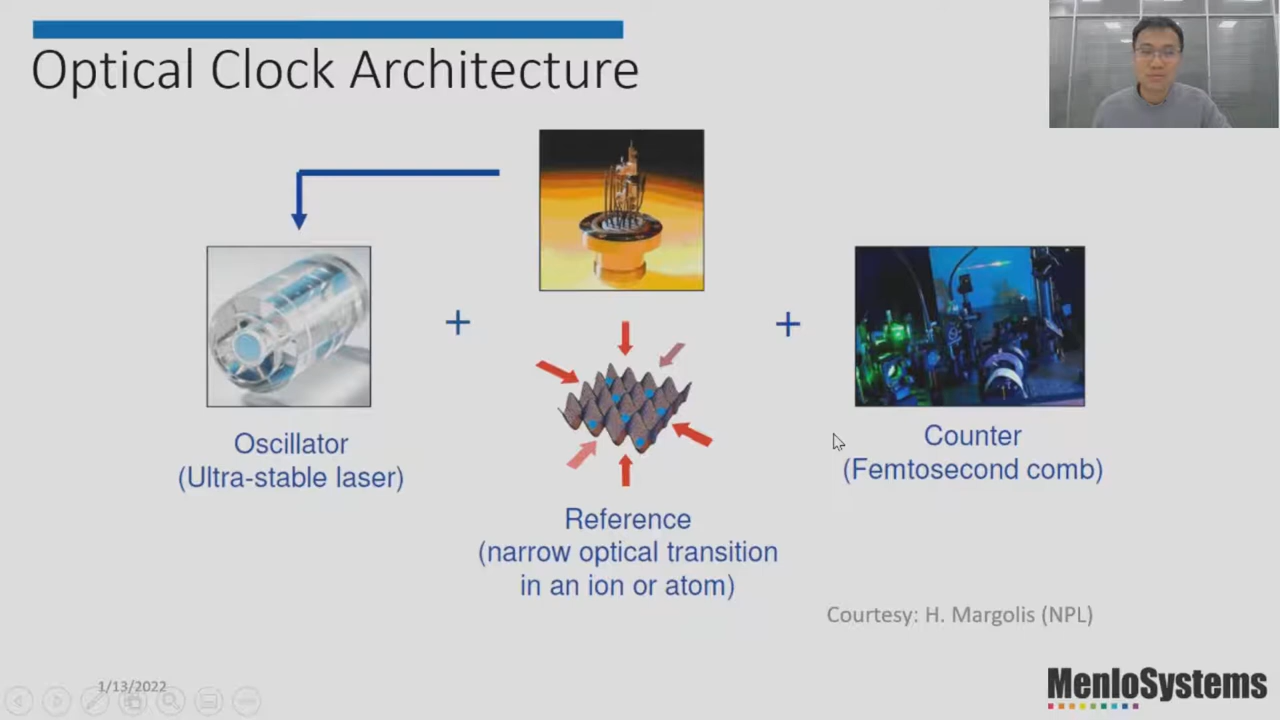 Optical Clock Architecture
+
+
Oscillator
(Ultra-stable laser)
Reference
(narrow optical transition
in an ion or atom)
Counter
(Femtosecond comb)
Courtesy: H. Margolis (NPL)
1/13/2022
MenloSystems